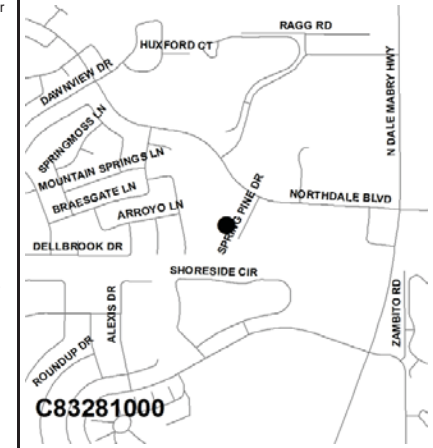 r
RAGG RD
HUXFORD CT
N DALE MABRY HWY
DAWNVIEW DR
SPRINGMOSS LN
MOUNTAIN SPRINGS LN
BRAESGATE LN
ARROYO LN
SPRING PINE DR
NORTHDALE BLVD
DELLBROOK DR
SHORESIDE CIR
ALEXIS DR
ZAMBITO RD
ROUNDUP DR
C83281000